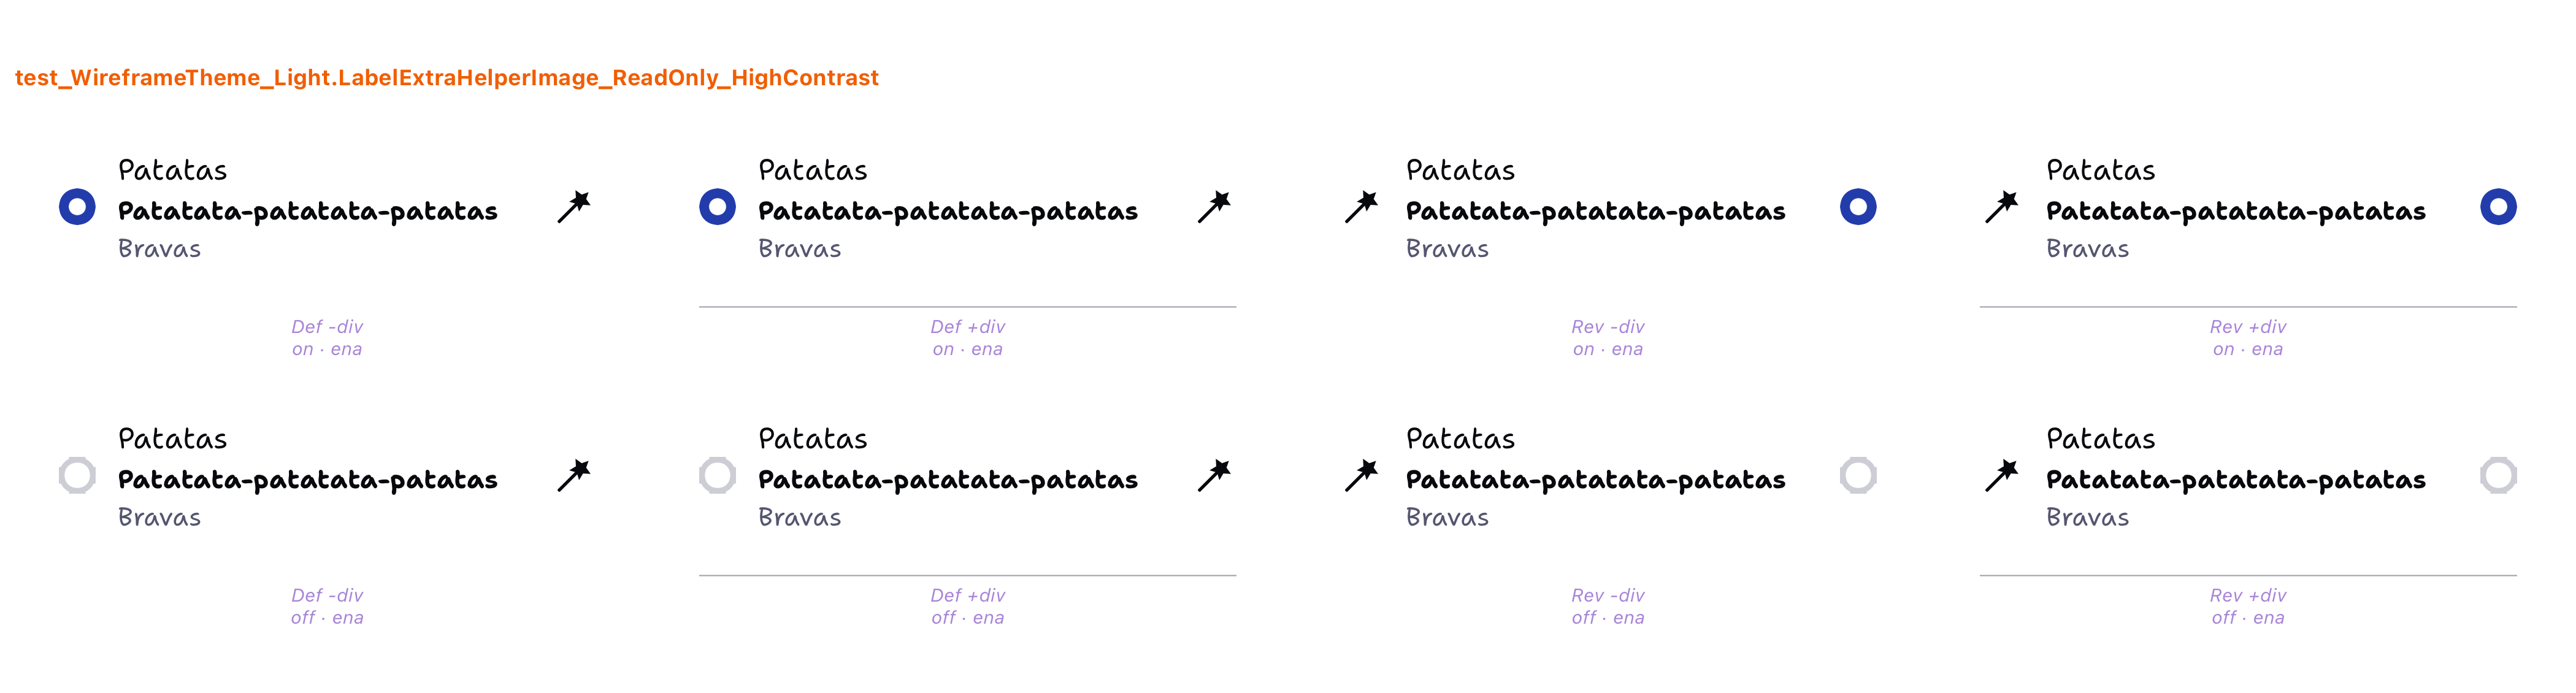 test_WireframeTheme_Light.LabelExtraHelperImage_ReadOnly_HighContrast
Patatas
Patatata-patatata-patatas
Bravas
Def -div
on · ena
Patatas
Patatata-patatata-patatas
Bravas
Def +div
on · ena
Patatas
Patatata-patatata-patatas
Bravas
Rev -div
on · ena
Patatas
Patatata-patatata-patatas
Bravas
Rev +div
on · ena
Patatas
Patatata-patatata-patatas
Bravas
Def -div
off · ena
Patatas
Patatata-patatata-patatas
Bravas
Def +div
off · ena
Patatas
Patatata-patatata-patatas
Bravas
Rev -div
off · ena
Patatas
Patatata-patatata-patatas
Bravas
Rev +div
off · ena